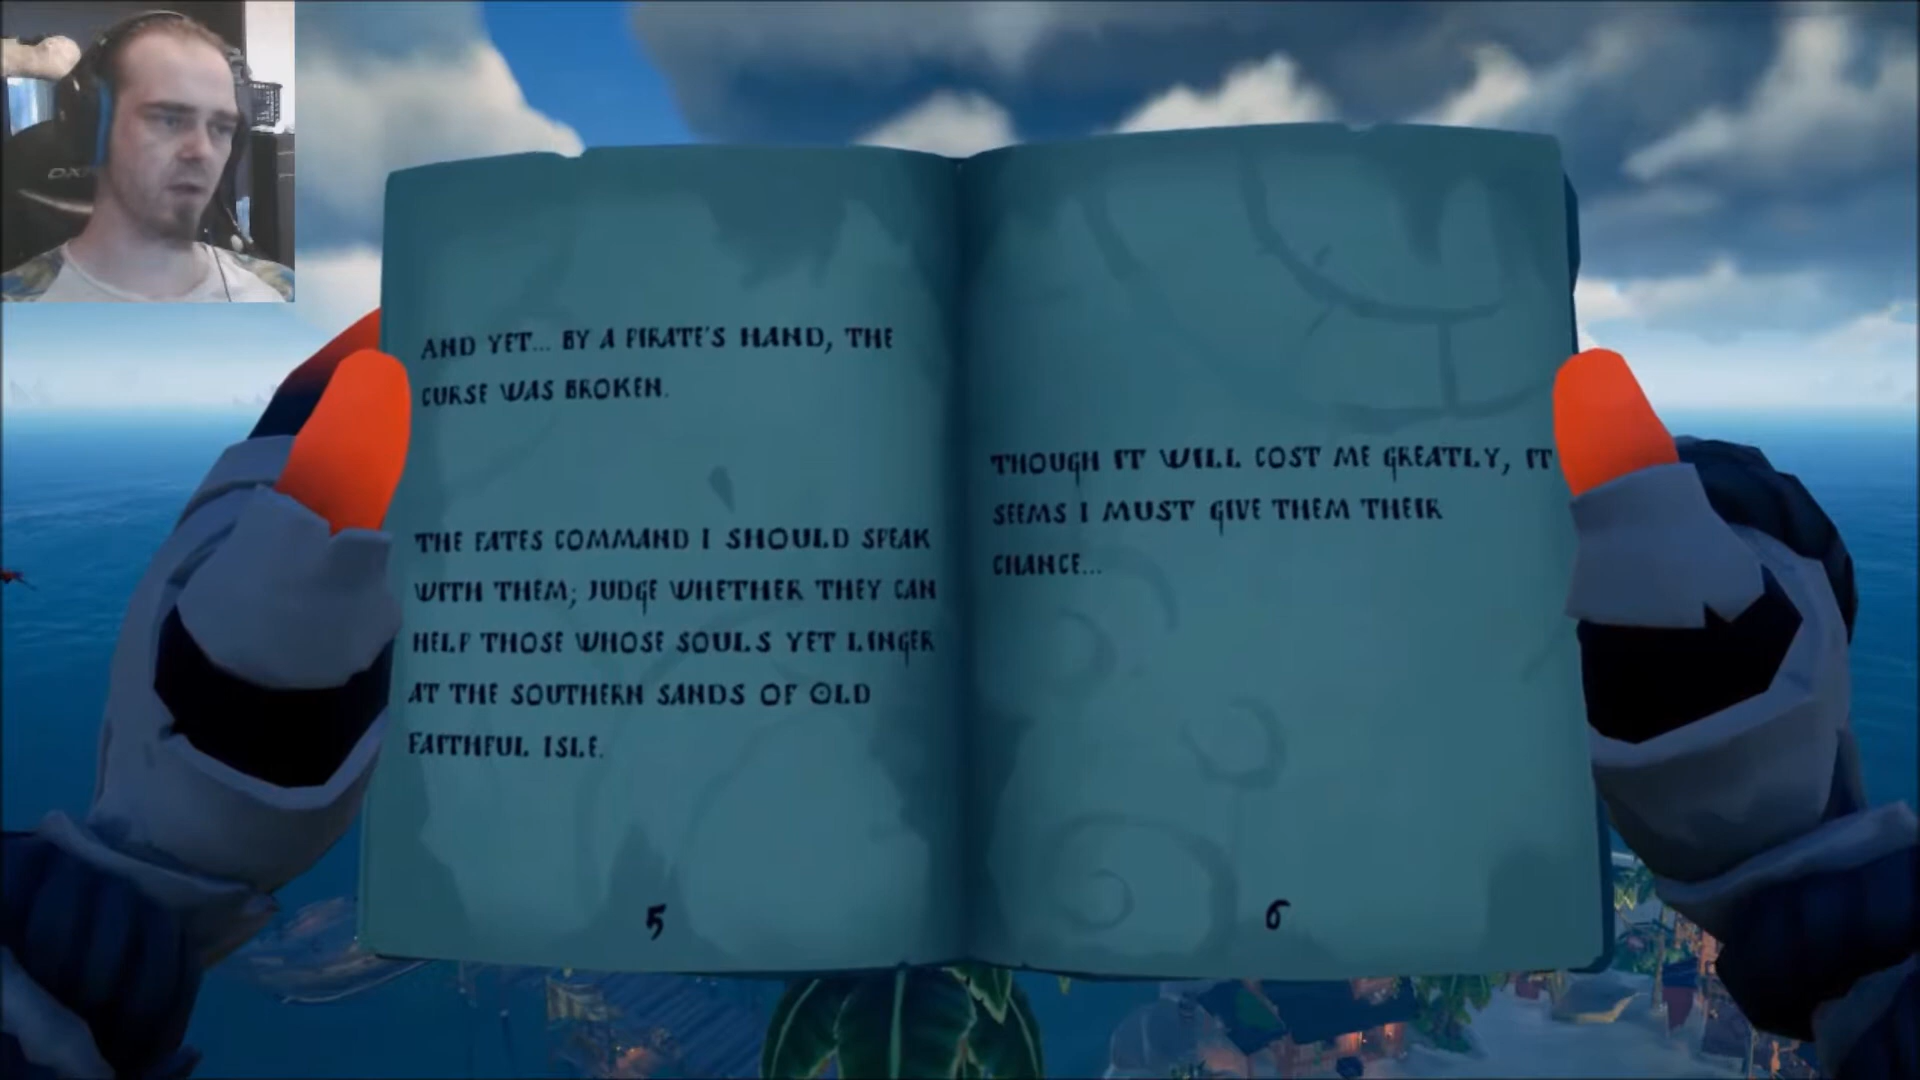 AND YET... BY A PIRATE'S HAND, THE
CURSE WAS BROKEN.
THE FATES COMMAND I SHOULD SPEAK
WITH THEM; JUDGE WHETHER THEY CAN
HELP THOSE WHOSE SOULS YET LINGER
AT THE SOUTHERN SANDS OF OLD
FAITHFUL ISLE.
5
THOUGH IT WILL COST ME GREATLY, IT
SEEMS I MUST GIVE THEM THEIR
CHANCE...
6